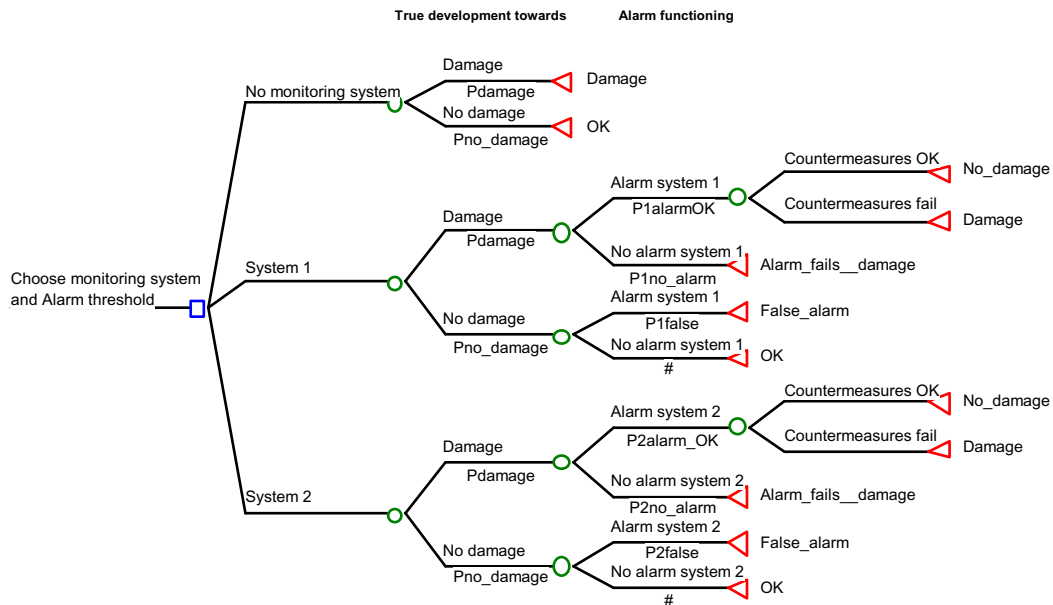 True development towards
Alarm functioning
Damage
Pdamage
Damage
No monitoring system
No damage
Pno_damage
OK
Countermeasures OK
No_damage
Alarm system 1
P1alarmOK
Countermeasures fail
Damage
Damage
Pdamage
No alarm system 1
P1no_alarm
Alarm_fails__damage
Choose monitoring system
and Alarm threshold
System 1
Alarm system 1
P1false
False_alarm
No damage
Pno_damage
No alarm system 1
#
OK
Countermeasures OK
No_damage
Alarm system 2
P2alarm_OK
Countermeasures fail
Damage
Damage
Pdamage
No alarm system 2
P2no_alarm
Alarm_fails__damage
System 2
Alarm system 2
P2false
False_alarm
No damage
Pno_damage
No alarm system 2
#
OK